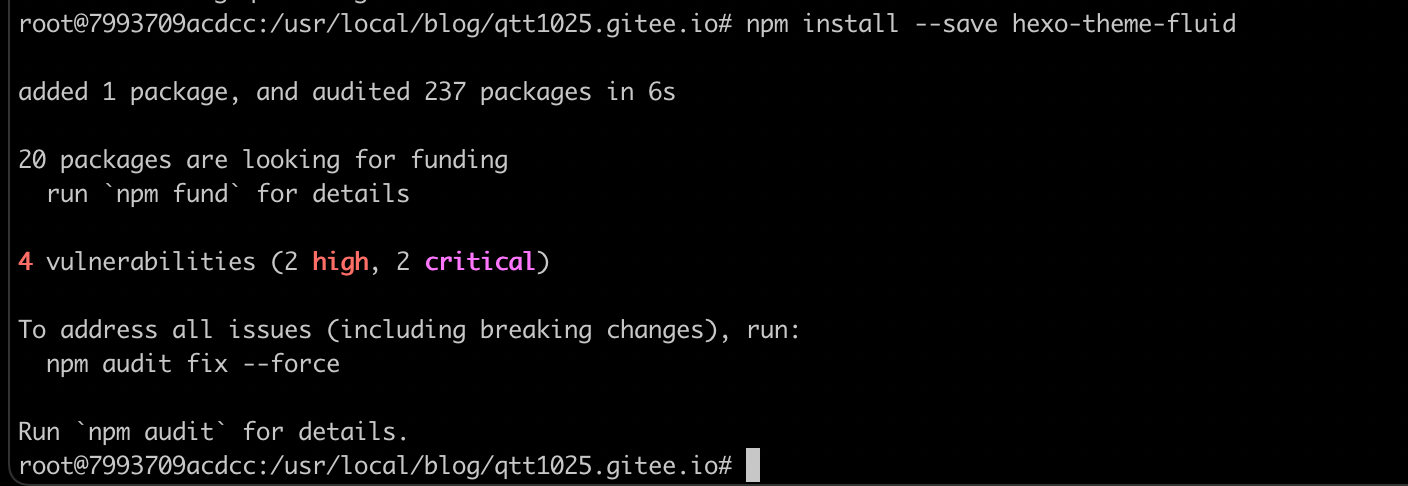 root@7993709acdcc:/usr/local/blog/qtt1025.gitee.io# npm install --save hexo-theme-fluid
added 1 package, and audited 237 packages in 6s
20 packages are looking for funding
run `npm fund` for details
4 vulnerabilities (2 high, 2 critical)
To address all issues (including breaking changes), run:
npm audit fix --force
Run `npm audit` for details.
root@7993709acdcc:/usr/local/blog/qtt1025.gitee.io#